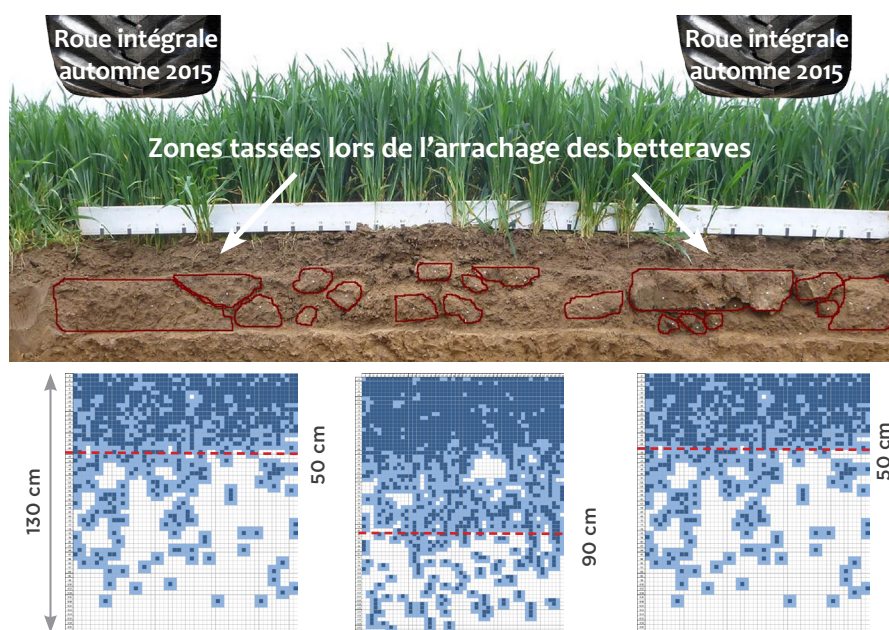 Roue intégrale
automne 2015
Roue intégrale
automne 2015
Zones tassées lors de l'arrachage des betteraves
130 cm
50 cm
90 cm
50 cm